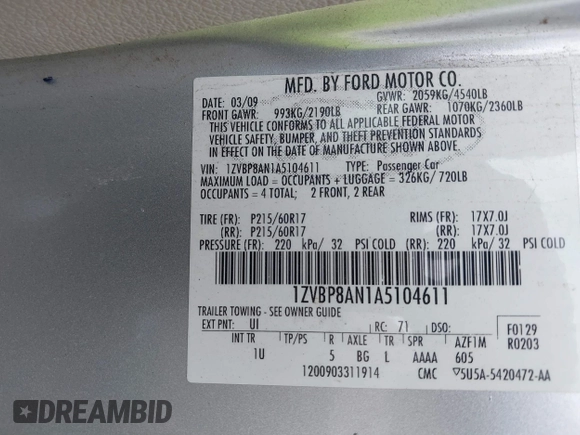 MFD. BY FORD MOTOR CO.
DATE: 03/09 GVWR: 2059KG/4540LB
FRONT GAWR: 993KG/2190LB REAR GAWR: 1070KG/2360LB
THIS VEHICLE CONFORMS TO ALL APPLICABLE FEDERAL MOTOR
VEHICLE SAFETY, BUMPER, AND THEFT PREVENTION STANDARDS
IN EFFECT ON THE DATE OF MANUFACTURE SHOWN ABOVE.
VIN: 1ZVBP8AN1A5104611 TYPE: Passenger Car
MAXIMUM LOAD = OCCUPANTS + LUGGAGE = 326KG/ 720LB
OCCUPANTS = 4 TOTAL; 2 FRONT, 2 REAR
TIRE (FR): P215/60R17 RIMS (FR): 17X7.0J
(RR): P215/60R17 (RR): 17X7.0J
PRESSURE (FR): 220 kPa/ 32 PSI COLD (RR): 220 kPa/ 32 PSI COLD
1ZVBP8AN1A5104611
TRAILER TOWING - SEE OWNER GUIDE
EXT PNT: UI RC: 71 DSO: F0129
INT TR TP/PS R AXLE TR SPR AZF1M R0203
1U 5 BG L AAAA 605
1200903311914 CMC ▽5U5A-5420472-AA
DREAMBID